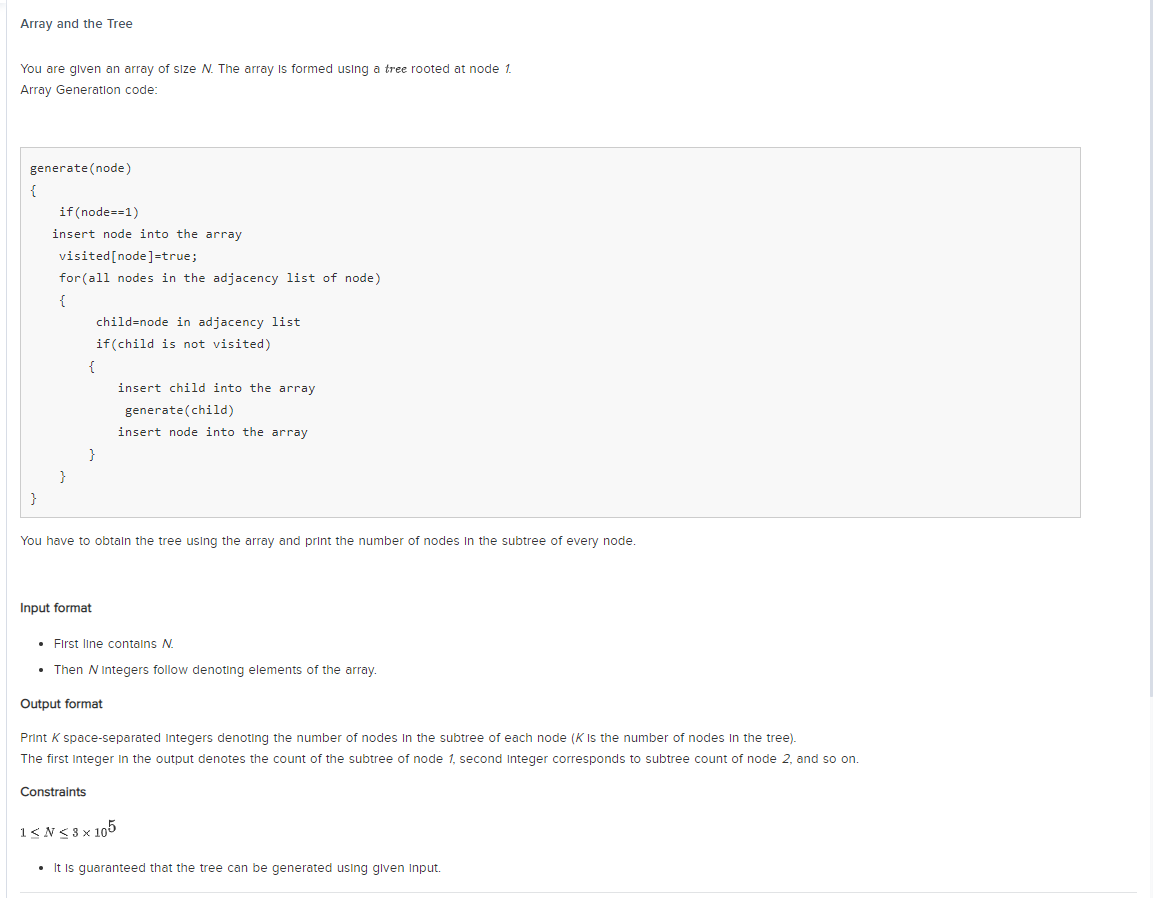 Array and the Tree
You are given an array of size N. The array is formed using a tree rooted at node 1.
Array Generation code:
generate(node)
{
    if(node==1)
   insert node into the array
    visited[node]=true;
    for(all nodes in the adjacency list of node)
    {
         child=node in adjacency list
         if(child is not visited)
        {
            insert child into the array
             generate(child)
            insert node into the array
        }
    }
}
You have to obtain the tree using the array and print the number of nodes in the subtree of every node.
Input format
• First line contains N.
• Then N integers follow denoting elements of the array.
Output format
Print K space-separated integers denoting the number of nodes in the subtree of each node (K is the number of nodes in the tree).
The first integer in the output denotes the count of the subtree of node 1, second integer corresponds to subtree count of node 2, and so on.
Constraints
1 ≤ N ≤ 3 × 10⁵
• It is guaranteed that the tree can be generated using given input.